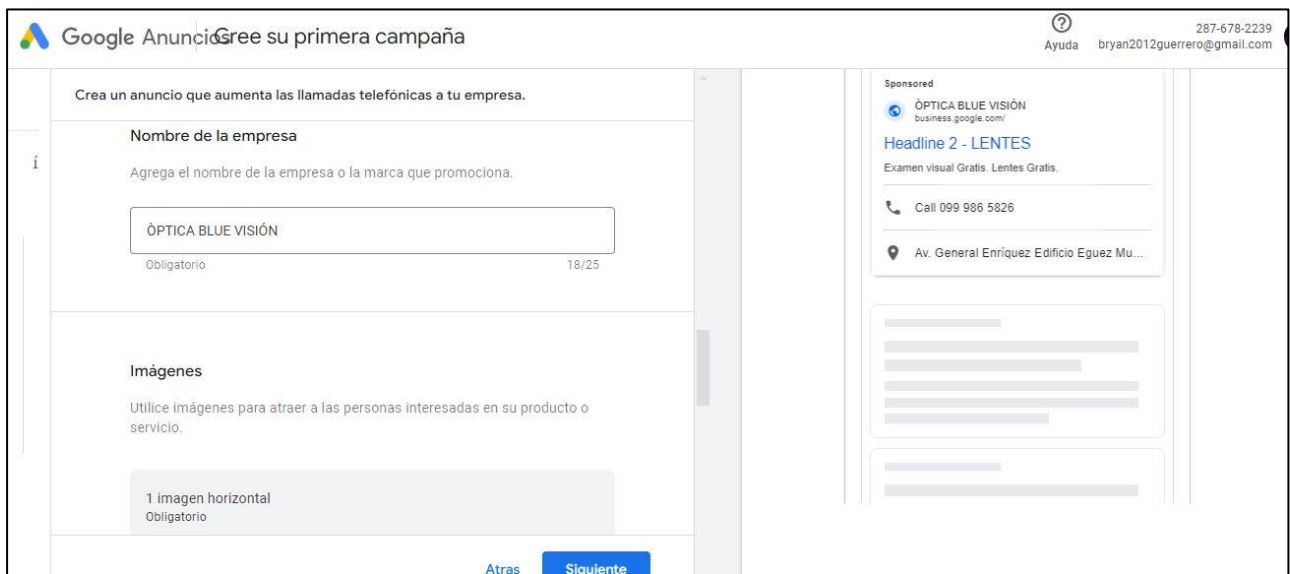 Google Anuncios Cree su primera campaña
Ayuda
287-678-2239
bryan2012guerrero@gmail.com
Crea un anuncio que aumenta las llamadas telefónicas a tu empresa.
í
Nombre de la empresa
Agrega el nombre de la empresa o la marca que promociona.
ÒPTICA BLUE VISIÓN
Obligatorio 18/25
Imágenes
Utilice imágenes para atraer a las personas interesadas en su producto o
servicio.
1 imagen horizontal
Obligatorio
Atras Siguiente
Sponsored
ÒPTICA BLUE VISIÓN
business.google.com/
Headline 2 - LENTES
Examen visual Gratis. Lentes Gratis.
Call 099 986 5826
Av. General Enríquez Edificio Eguez Mu...